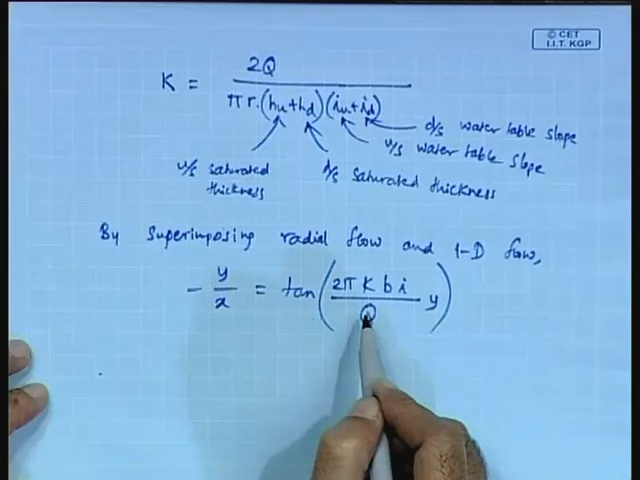 © CET
I.I.T. KGP
K = 2Q / π r (hu+hd) (iu+id)
d/s water table slope
u/s water table slope
u/s saturated thickness
d/s saturated thickness
By superimposing radial flow and 1-D flow,
- y/x = tan (2π K b i / Q y)